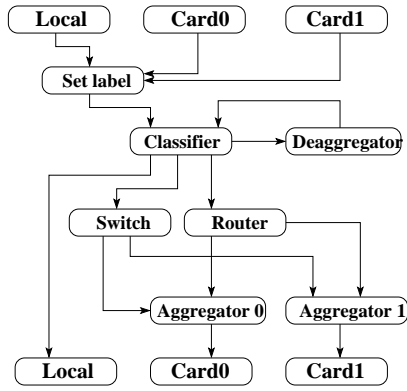 Local
Card0
Card1
Set label
Classifier
Deaggregator
Switch
Router
Aggregator 0
Aggregator 1
Local
Card0
Card1